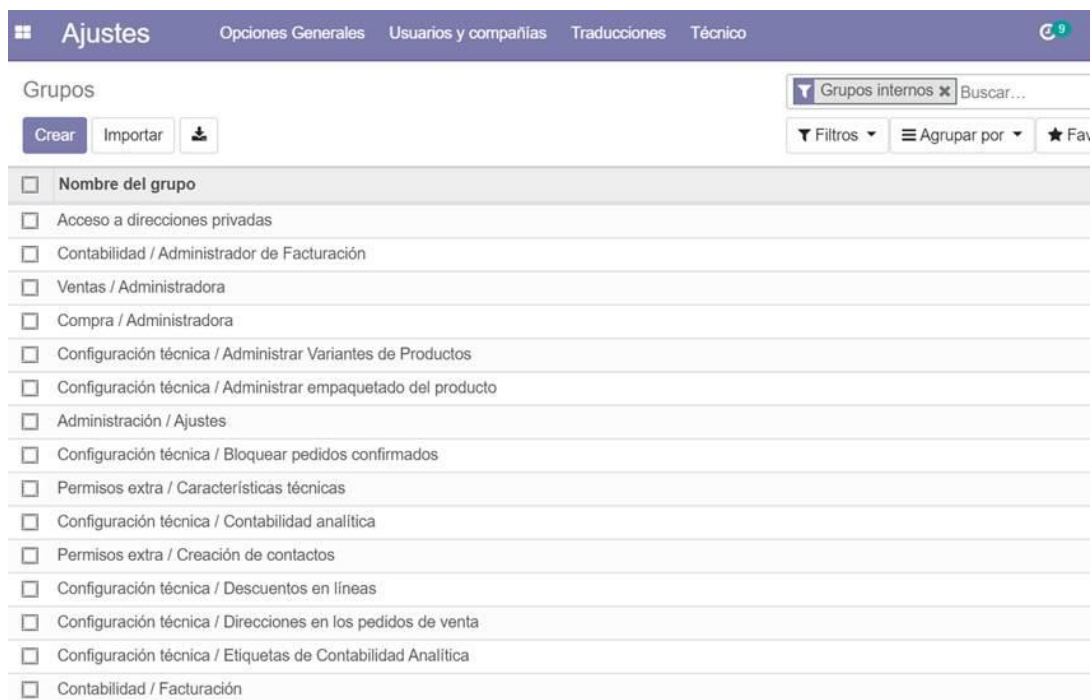 Ajustes Opciones Generales Usuarios y compañías Traducciones Técnico 9
Grupos Grupos internos Buscar...
Crear Importar Filtros Agrupar por Fav
Nombre del grupo
Acceso a direcciones privadas
Contabilidad / Administrador de Facturación
Ventas / Administradora
Compra / Administradora
Configuración técnica / Administrar Variantes de Productos
Configuración técnica / Administrar empaquetado del producto
Administración / Ajustes
Configuración técnica / Bloquear pedidos confirmados
Permisos extra / Características técnicas
Configuración técnica / Contabilidad analítica
Permisos extra / Creación de contactos
Configuración técnica / Descuentos en líneas
Configuración técnica / Direcciones en los pedidos de venta
Configuración técnica / Etiquetas de Contabilidad Analítica
Contabilidad / Facturación